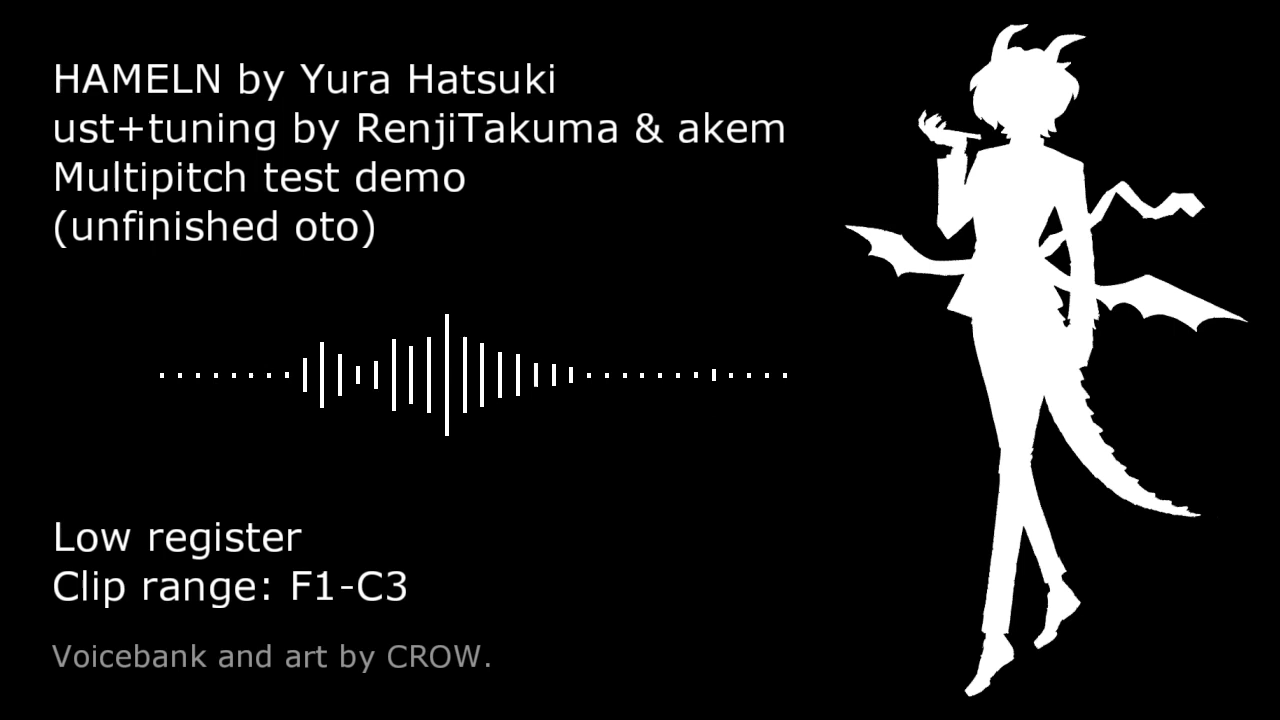 HAMELN by Yura Hatsuki
ust+tuning by RenjiTakuma & akem
Multipitch test demo
(unfinished oto)
Low register
Clip range: F1-C3
Voicebank and art by CROW.